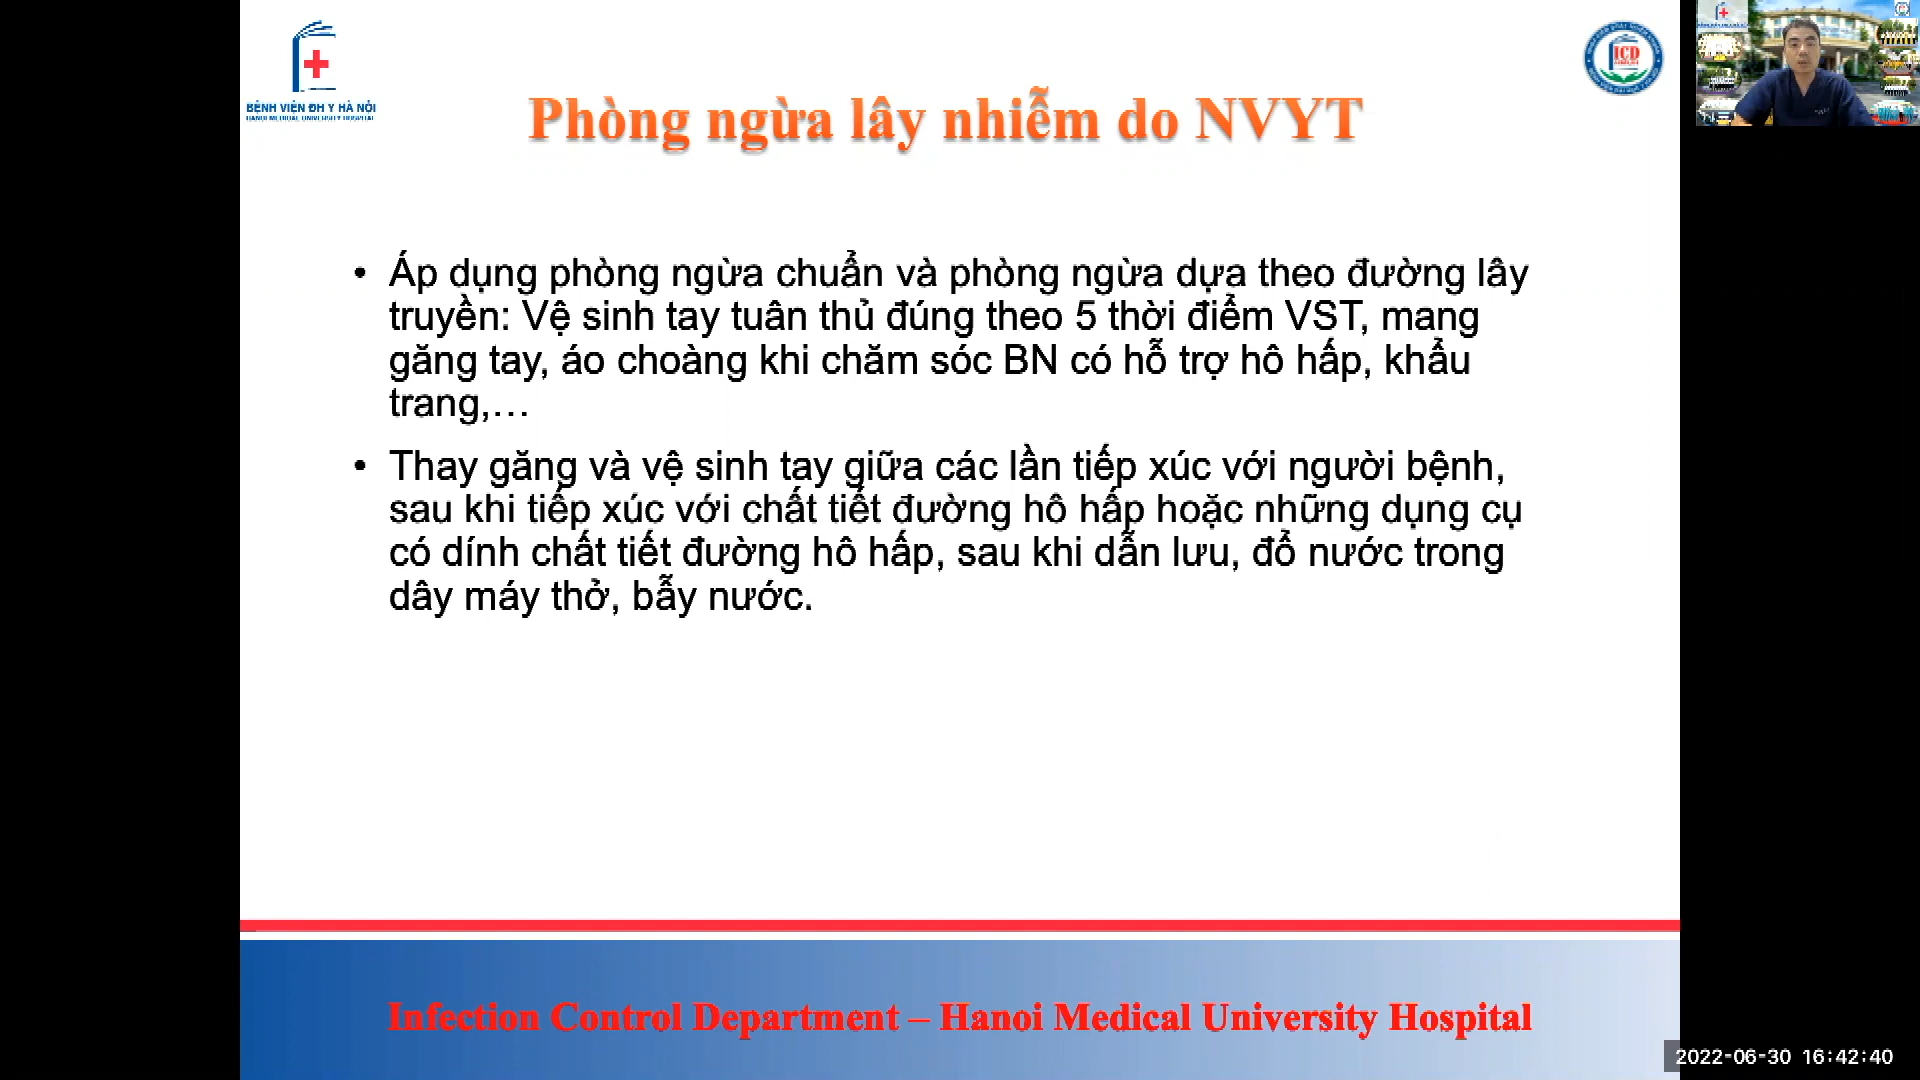 BỆNH VIỆN ĐH Y HÀ NỘI
HANOI MEDICAL UNIVERSITY HOSPITAL
ICD
Phòng ngừa lây nhiễm do NVYT
• Áp dụng phòng ngừa chuẩn và phòng ngừa dựa theo đường lây
truyền: Vệ sinh tay tuân thủ đúng theo 5 thời điểm VST, mang
găng tay, áo choàng khi chăm sóc BN có hỗ trợ hô hấp, khẩu
trang,…
• Thay găng và vệ sinh tay giữa các lần tiếp xúc với người bệnh,
sau khi tiếp xúc với chất tiết đường hô hấp hoặc những dụng cụ
có dính chất tiết đường hô hấp, sau khi dẫn lưu, đổ nước trong
dây máy thở, bẫy nước.
Infection Control Department – Hanoi Medical University Hospital
2022-06-30 16:42:40